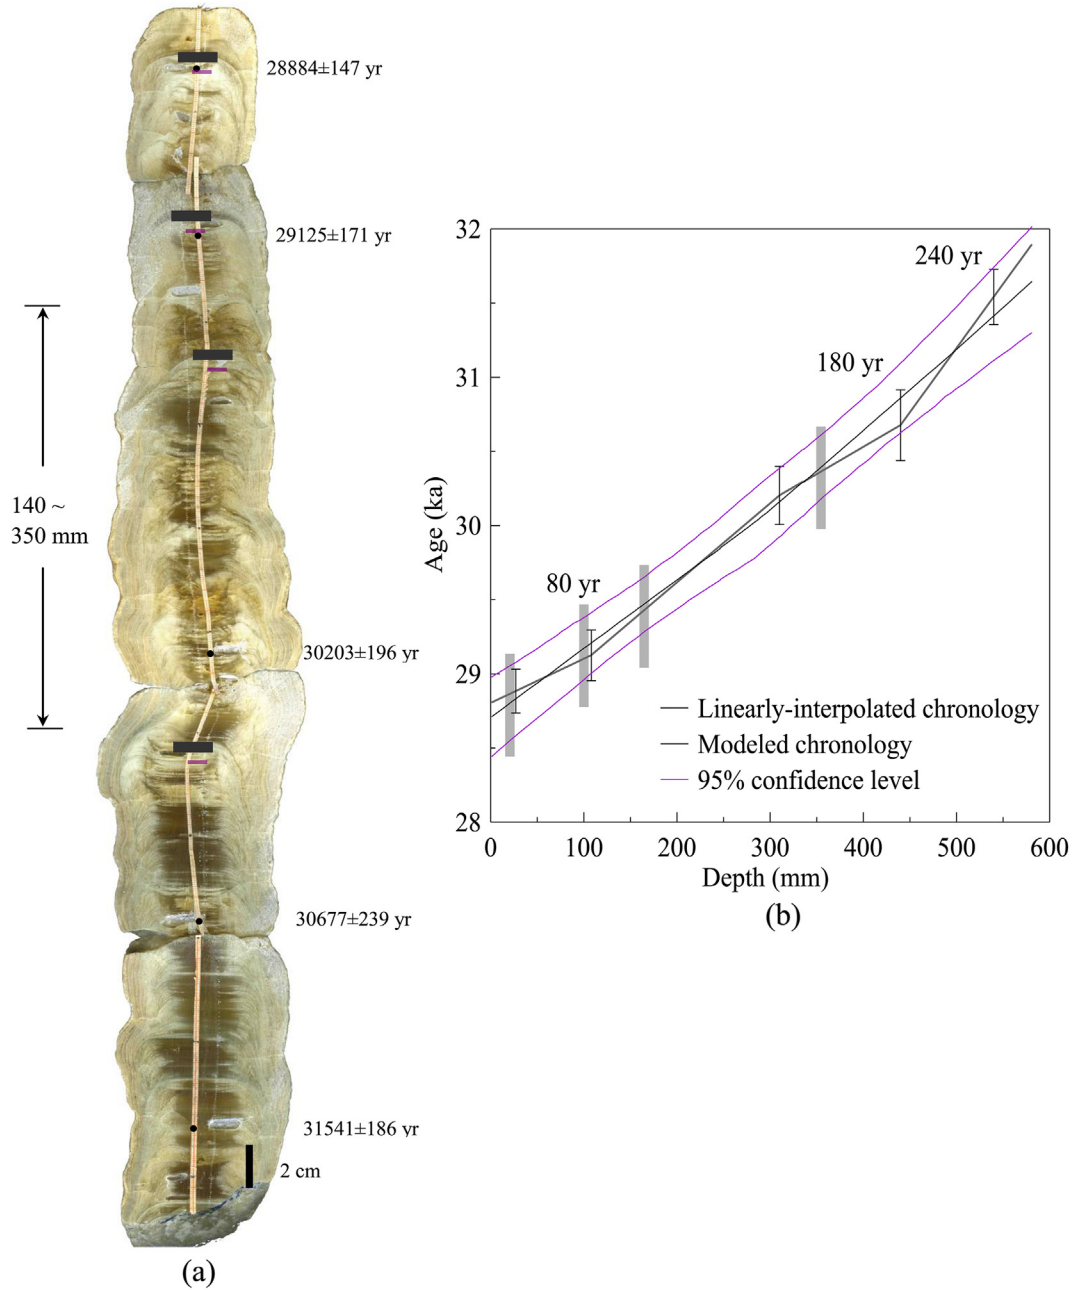 28884±147 yr
29125±171 yr
140 ~
350 mm
30203±196 yr
30677±239 yr
31541±186 yr
2 cm
(a)
32
31
30
29
28
Age (ka)
240 yr
180 yr
80 yr
Linearly-interpolated chronology
Modeled chronology
95% confidence level
0 100 200 300 400 500 600
Depth (mm)
(b)